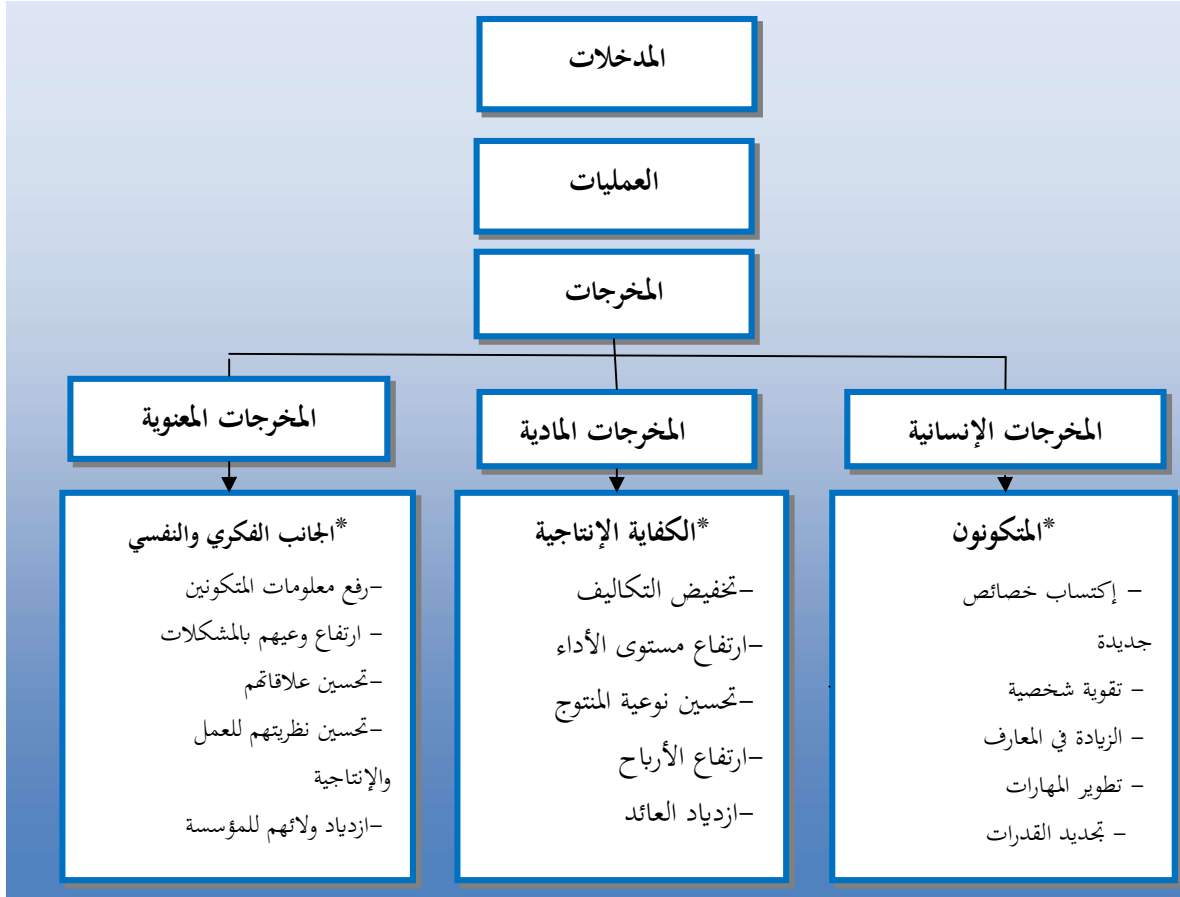 المدخلات
العمليات
المخرجات
المخرجات الإنسانية
المخرجات المادية
المخرجات المعنوية
*المتكونون
– إكتساب خصائص
جديدة
– تقوية شخصية
– الزيادة في المعارف
– تطوير المهارات
– تجديد القدرات
*الكفاية الإنتاجية
–تخفيض التكاليف
–ارتفاع مستوى الأداء
–تحسين نوعية المنتوج
–ارتفاع الأرباح
–ازدياد العائد
*الجانب الفكري والنفسي
–رفع معلومات المتكونين
– ارتفاع وعيهم بالمشكلات
–تحسين علاقاتهم
–تحسين نظريتهم للعمل
والإنتاجية
–ازدياد ولائهم للمؤسسة